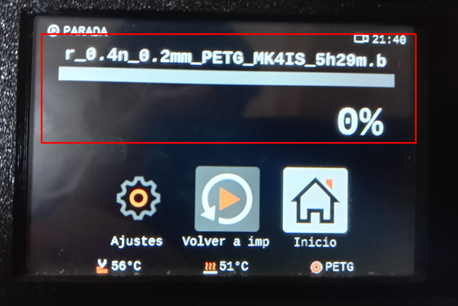 PARADA 21:40
r_0.4n_0.2mm_PETG_MK4IS_5h29m.b
0%
Ajustes Volver a imp Inicio
56°C 51°C PETG